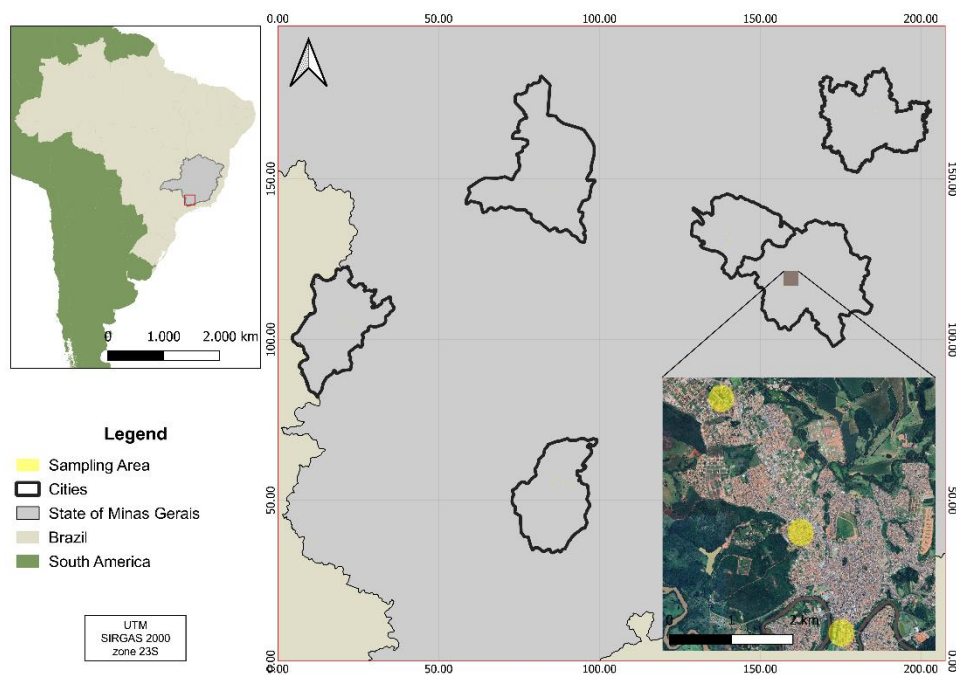 0.00 50.00 100.00 150.00 200.00
150.00 150.00
0 1.000 2.000 km
100.00 100.00
Legend
Sampling Area
Cities
State of Minas Gerais
Brazil
South America
50.00 50.00
UTM
SIRGAS 2000
zone 23S
0 1 2 km
0.00 0.00
0.00 50.00 100.00 150.00 200.00